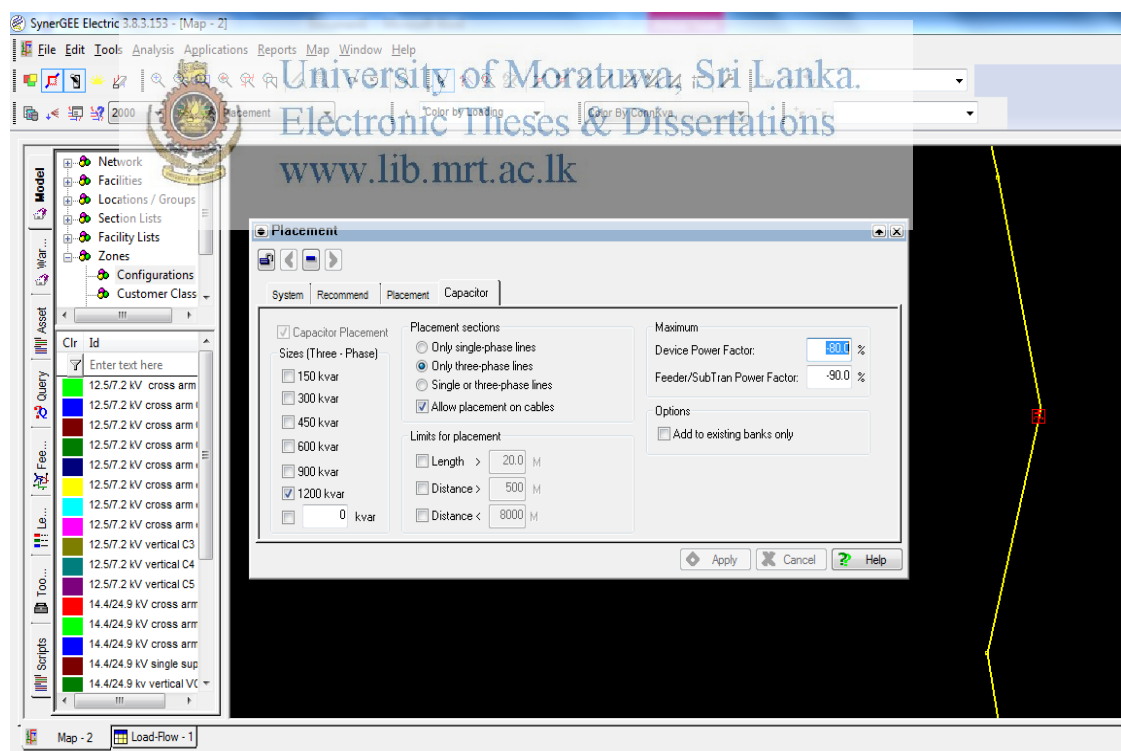 SynerGEE Electric 3.8.3.153 - [Map - 2]
File Edit Tools Analysis Applications Reports Map Window Help
University of Moratuwa, Sri Lanka.
2000 Placement Color by Loading Color By ConnKva
Electronic Theses & Dissertations
www.lib.mrt.ac.lk
Model
War...
Asset
Query
Fee...
Le...
Too...
Scripts
Network
Facilities
Locations / Groups
Section Lists
Facility Lists
Zones
Configurations
Customer Class
Clr Id
Enter text here
12.5/7.2 kV cross arm
12.5/7.2 kV cross arm
12.5/7.2 kV cross arm
12.5/7.2 kV cross arm
12.5/7.2 kV cross arm
12.5/7.2 kV cross arm
12.5/7.2 kV cross arm
12.5/7.2 kV cross arm
12.5/7.2 kV vertical C3
12.5/7.2 kV vertical C4
12.5/7.2 kV vertical C5
14.4/24.9 kV cross arm
14.4/24.9 kV cross arm
14.4/24.9 kV cross arm
14.4/24.9 kV single sup
14.4/24.9 kv vertical VC
Placement
System Recommend Placement Capacitor
Capacitor Placement
Sizes (Three - Phase)
150 kvar
300 kvar
450 kvar
600 kvar
900 kvar
1200 kvar
0 kvar
Placement sections
Only single-phase lines
Only three-phase lines
Single or three-phase lines
Allow placement on cables
Limits for placement
Length > 20.0 M
Distance > 500 M
Distance < 8000 M
Maximum
Device Power Factor: -80.0 %
Feeder/SubTran Power Factor: -90.0 %
Options
Add to existing banks only
Apply Cancel Help
Map - 2 Load-Flow - 1